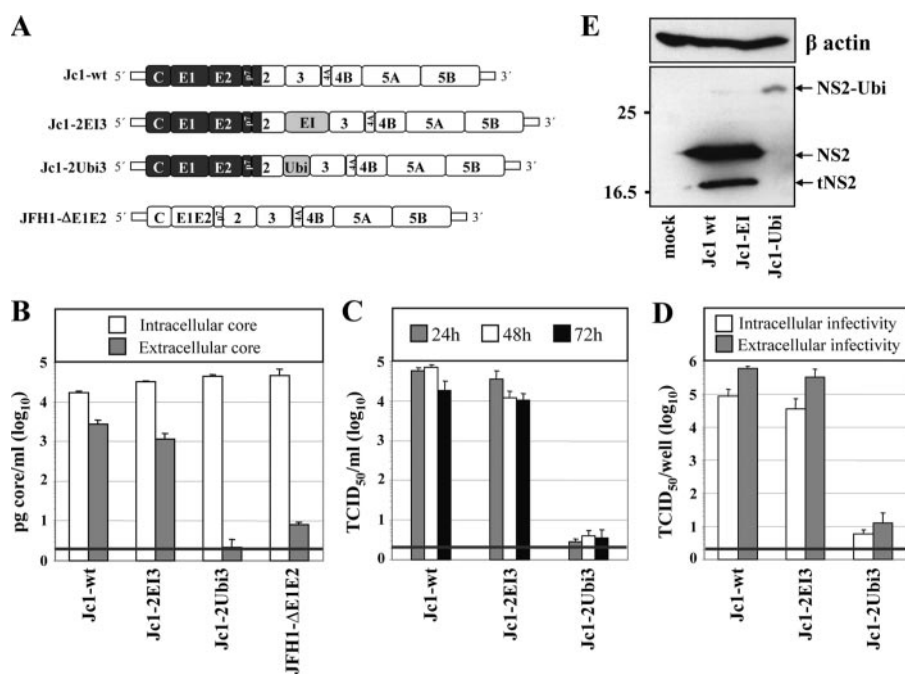 A
Jc1-wt 5´ C E1 E2 p7 2 3 4A 4B 5A 5B 3´
Jc1-2EI3 5´ C E1 E2 p7 2 EI 3 4A 4B 5A 5B 3´
Jc1-2Ubi3 5´ C E1 E2 p7 2 Ubi 3 4A 4B 5A 5B 3´
JFH1-ΔE1E2 5´ C E1E2 p7 2 3 4A 4B 5A 5B 3´
E
β actin
NS2-Ubi
25
NS2
tNS2
16.5
mock
Jc1 wt
Jc1-EI
Jc1-Ubi
B
Intracellular core
Extracellular core
pg core/ml (log10)
5
4
3
2
1
0
Jc1-wt
Jc1-2EI3
Jc1-2Ubi3
JFH1-ΔE1E2
C
24h 48h 72h
TCID50/ml (log10)
5
4
3
2
1
0
Jc1-wt
Jc1-2EI3
Jc1-2Ubi3
D
Intracellular infectivity
Extracellular infectivity
TCID50/well (log10)
6
5
4
3
2
1
0
Jc1-wt
Jc1-2EI3
Jc1-2Ubi3